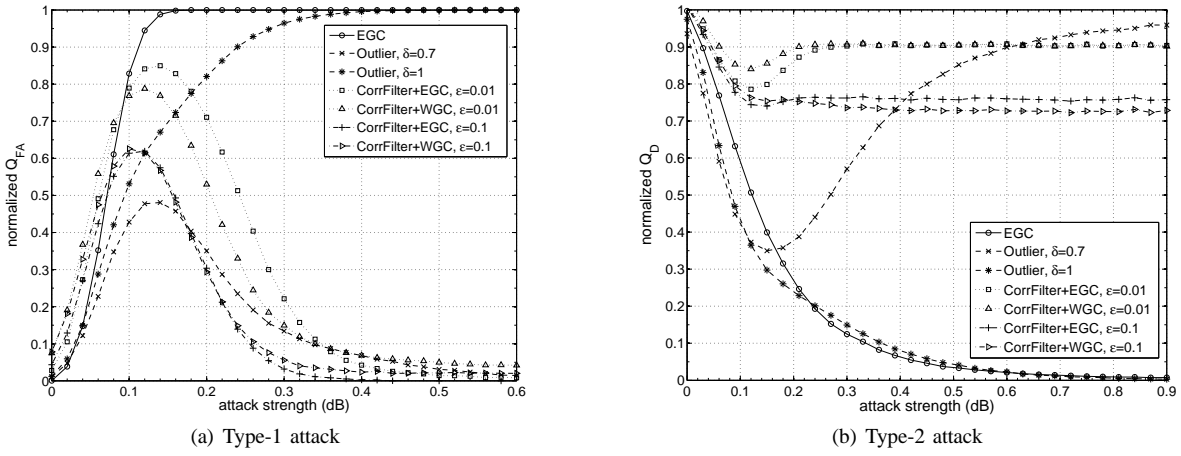 1
0.9
0.8
0.7
0.6
0.5
0.4
0.3
0.2
0.1
0
normalized Q_FA
0 0.1 0.2 0.3 0.4 0.5 0.6
attack strength (dB)
EGC
Outlier, δ=0.7
Outlier, δ=1
CorrFilter+EGC, ε=0.01
CorrFilter+WGC, ε=0.01
CorrFilter+EGC, ε=0.1
CorrFilter+WGC, ε=0.1
(a) Type-1 attack
1
0.9
0.8
0.7
0.6
0.5
0.4
0.3
0.2
0.1
0
normalized Q_D
0 0.1 0.2 0.3 0.4 0.5 0.6 0.7 0.8 0.9
attack strength (dB)
EGC
Outlier, δ=0.7
Outlier, δ=1
CorrFilter+EGC, ε=0.01
CorrFilter+WGC, ε=0.01
CorrFilter+EGC, ε=0.1
CorrFilter+WGC, ε=0.1
(b) Type-2 attack